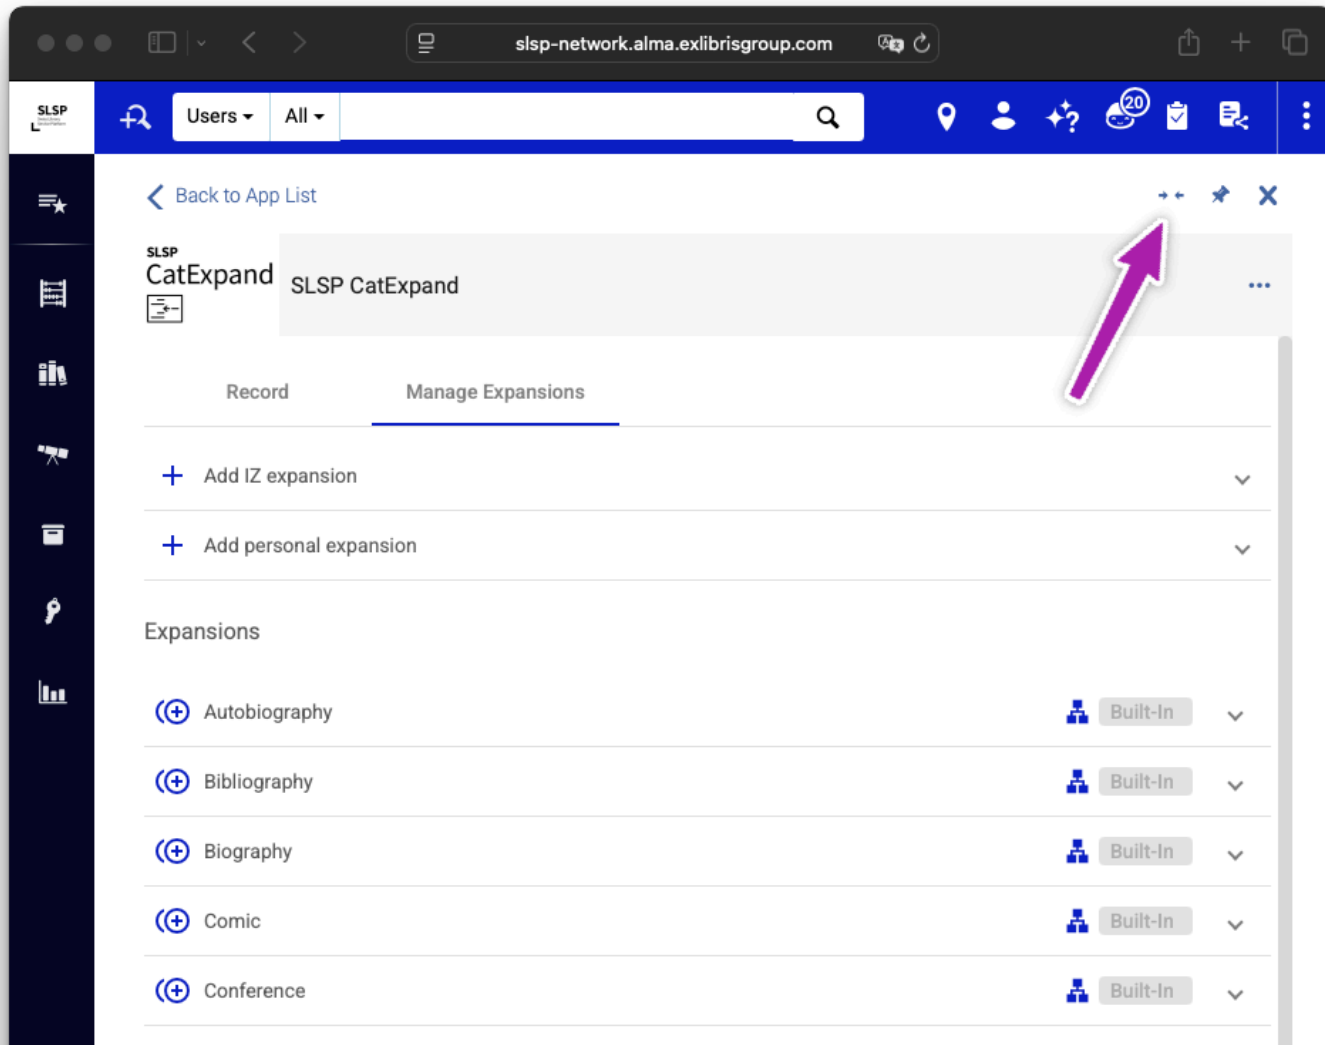 slsp-network.alma.exlibrisgroup.com
SLSP
Users
All
20
Back to App List
SLSP
CatExpand
SLSP CatExpand
Record
Manage Expansions
Add IZ expansion
Add personal expansion
Expansions
Autobiography
Built-In
Bibliography
Built-In
Biography
Built-In
Comic
Built-In
Conference
Built-In